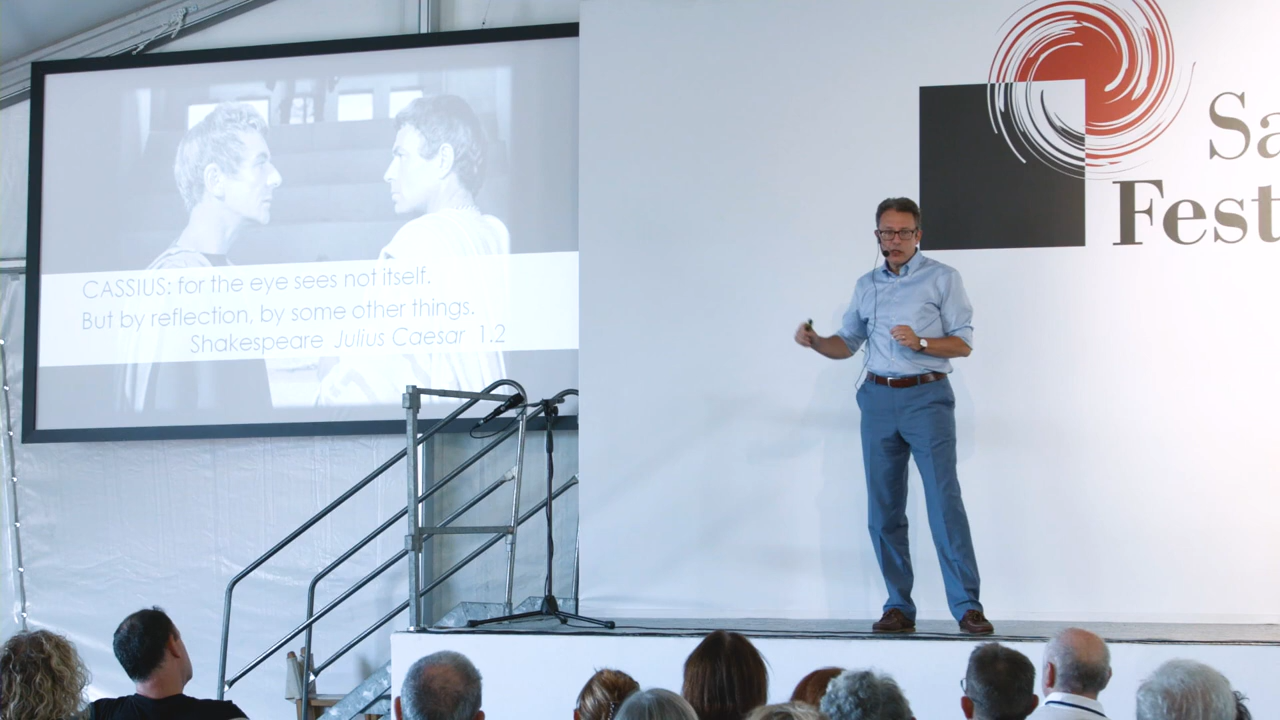 CASSIUS: for the eye sees not itself.
But by reflection, by some other things.
Shakespeare Julius Caesar 1.2
Sa
Fest